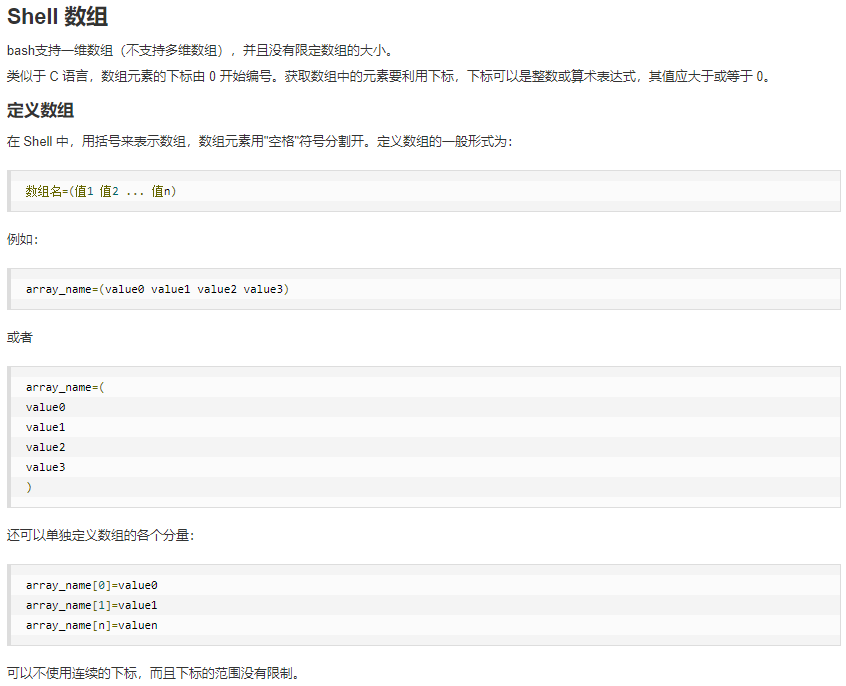 Shell 数组
bash支持一维数组（不支持多维数组），并且没有限定数组的大小。
类似于 C 语言，数组元素的下标由 0 开始编号。获取数组中的元素要利用下标，下标可以是整数或算术表达式，其值应大于或等于 0。
定义数组
在 Shell 中，用括号来表示数组，数组元素用"空格"符号分割开。定义数组的一般形式为：
数组名=(值1 值2 ... 值n)
例如：
array_name=(value0 value1 value2 value3)
或者
array_name=(
value0
value1
value2
value3
)
还可以单独定义数组的各个分量：
array_name[0]=value0
array_name[1]=value1
array_name[n]=valuen
可以不使用连续的下标，而且下标的范围没有限制。